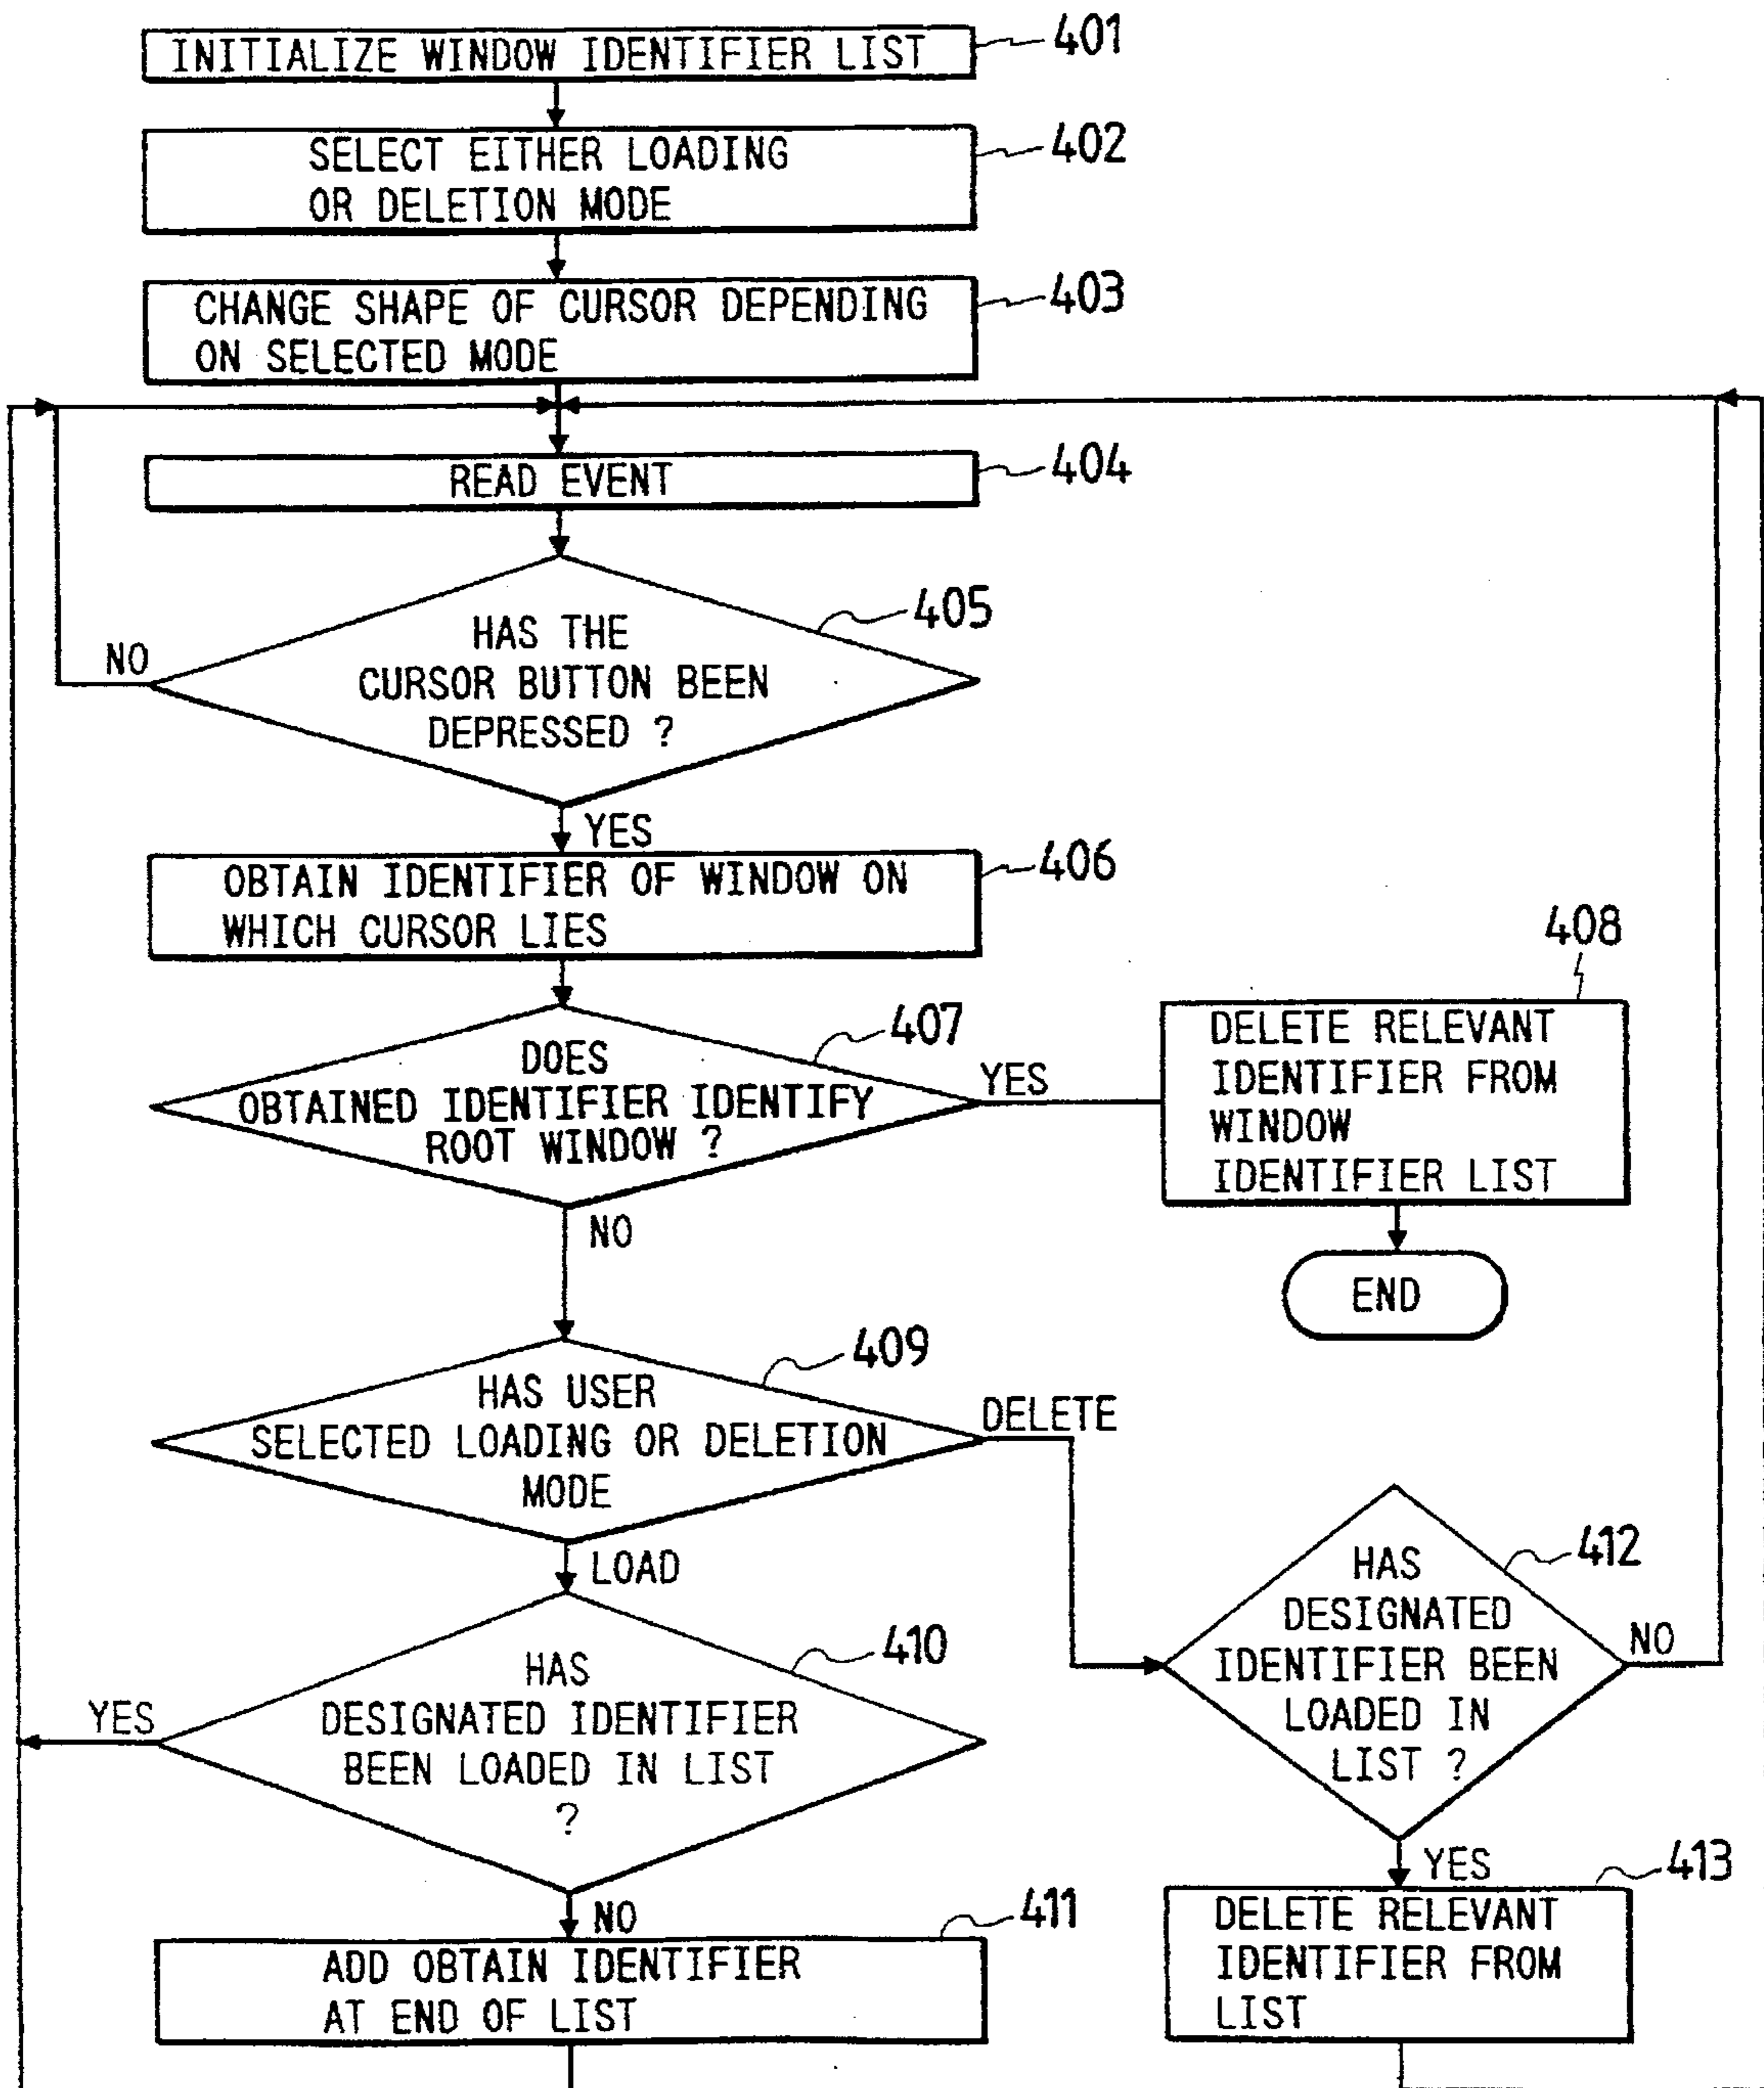 INITIALIZE WINDOW IDENTIFIER LIST
401
SELECT EITHER LOADING
OR DELETION MODE
402
CHANGE SHAPE OF CURSOR DEPENDING
ON SELECTED MODE
403
READ EVENT
404
HAS THE
CURSOR BUTTON BEEN
DEPRESSED ?
405
NO
YES
OBTAIN IDENTIFIER OF WINDOW ON
WHICH CURSOR LIES
406
DOES
OBTAINED IDENTIFIER IDENTIFY
ROOT WINDOW ?
407
YES
NO
408
DELETE RELEVANT
IDENTIFIER FROM
WINDOW
IDENTIFIER LIST
END
HAS USER
SELECTED LOADING OR DELETION
MODE
409
DELETE
LOAD
HAS
DESIGNATED IDENTIFIER
BEEN LOADED IN LIST
?
410
YES
NO
ADD OBTAIN IDENTIFIER
AT END OF LIST
411
HAS
DESIGNATED
IDENTIFIER BEEN
LOADED IN
LIST ?
412
NO
YES
DELETE RELEVANT
IDENTIFIER FROM
LIST
413